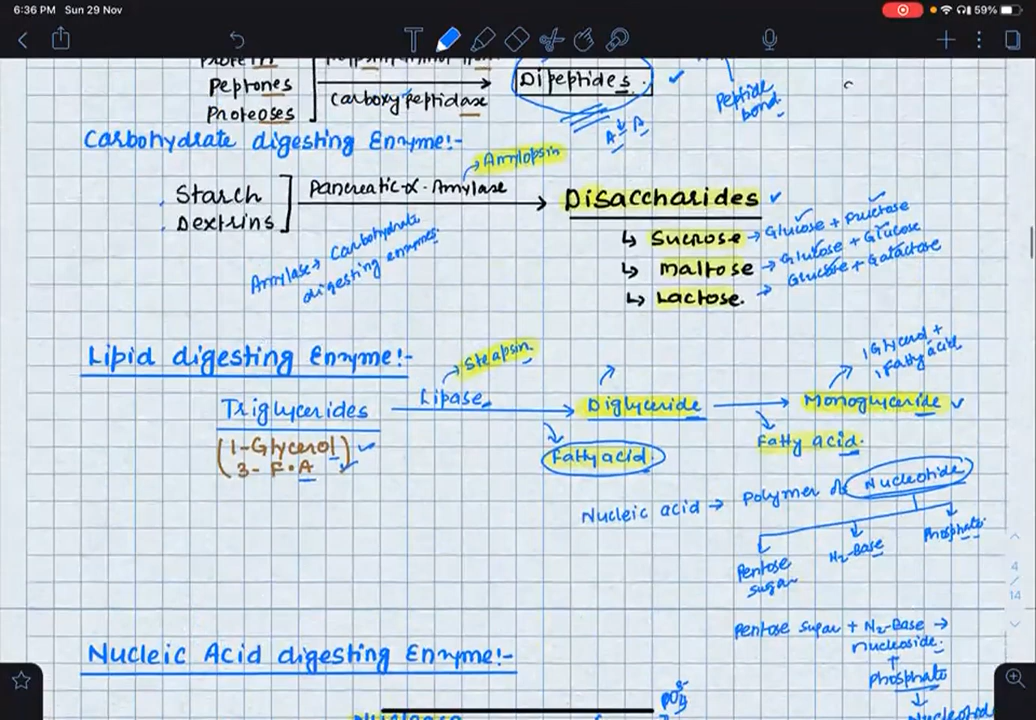 6:36 PM Sun 29 Nov
59%
Peptones
Proteoses
Carboxypeptidase
Dipeptides
Peptide
bond
Carbohydrate digesting Enzyme:-
Amylopsin
Starch
Dextrins
Pancreatic-α-Amylase
Disaccharides
Amylase → Carbohydrate
digesting enzymes
↳ Sucrose → Glucose + Fructose
↳ maltose → Glucose + Glucose
↳ Lactose → Glucose + Galactose
Lipid digesting Enzyme:-
Steapsin
1 Glycerol +
1 Fatty acid
Triglycerides
Lipase
Diglyceride
Monoglyceride
(1-Glycerol
3- F.A)
Fatty acid
Fatty acid
Nucleic acid → Polymer of Nucleotide
Pentose
sugar
N2-Base
Phosphate
4
/
14
Pentose sugar + N2-Base →
nucleoside
Phosphate
Nucleic Acid digesting Enzyme:-
PO4 3-